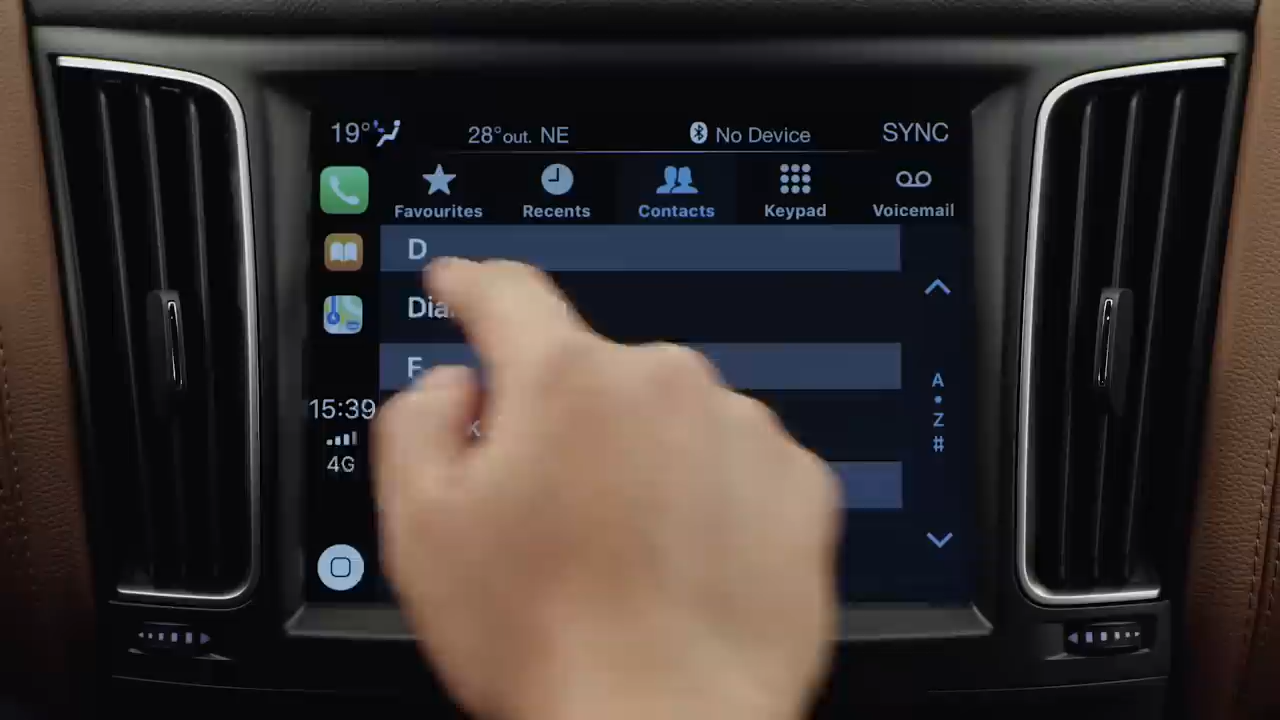 19° 28° out. NE No Device SYNC
Favourites Recents Contacts Keypad Voicemail
D
A
Z
#
15:39
4G